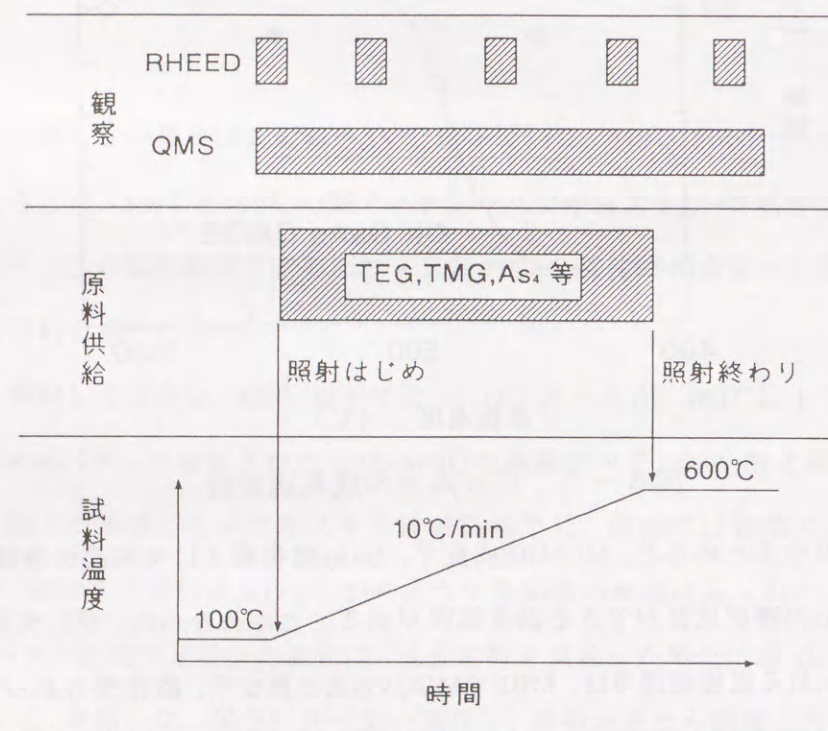 観察
RHEED
QMS
原料供給
TEG,TMG,As₄ 等
照射はじめ
照射終わり
試料温度
100℃
10℃/min
600℃
時間